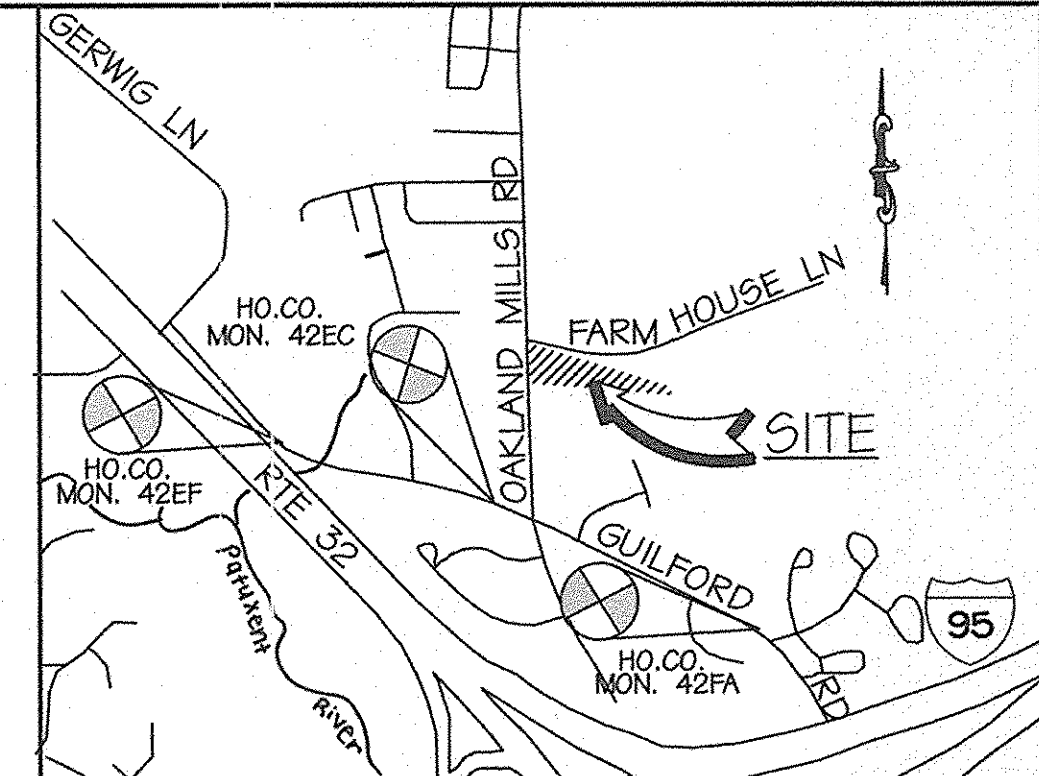 GERWIG LN
OAKLAND MILLS RD
HO.CO.
MON. 42EC
FARM HOUSE LN
SITE
HO.CO.
MON. 42EF
RTE 32
Patuxent
River
GUILFORD
RD
HO.CO.
MON. 42FA
95